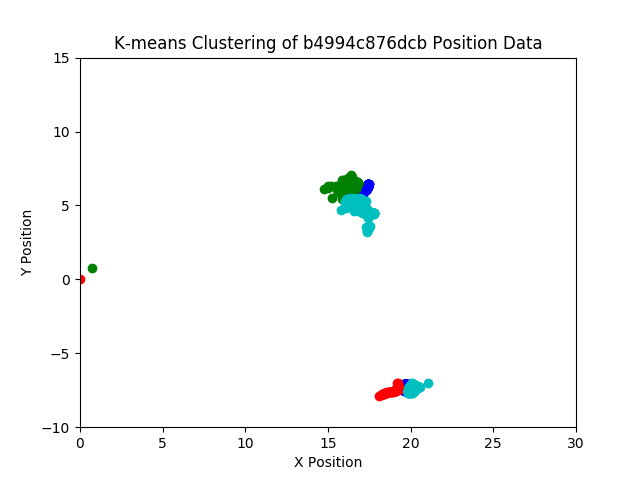 K-means Clustering of b4994c876dcb Position Data
15
10
5
0
−5
−10
Y Position
0 5 10 15 20 25 30
X Position